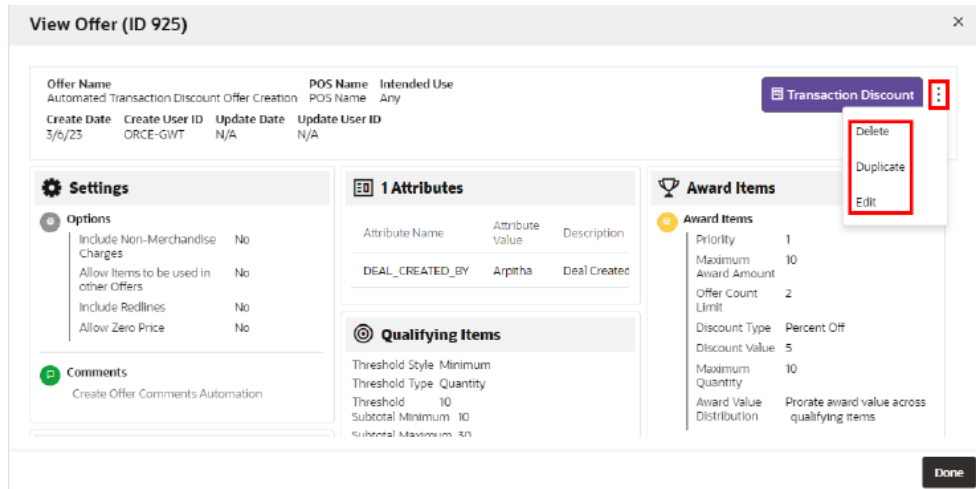 View Offer (ID 925)
×
Offer Name POS Name Intended Use
Automated Transaction Discount Offer Creation POS Name Any
Transaction Discount
Create Date Create User ID Update Date Update User ID
3/6/23 ORCE-GWT N/A N/A
Delete
Duplicate
Edit
Settings
Options
Include Non-Merchandise No
Charges
Allow Items to be used in No
other Offers
Include Redlines No
Allow Zero Price No
Comments
Create Offer Comments Automation
1 Attributes
Attribute Name Attribute Value Description
DEAL_CREATED_BY Arpitha Deal Created
Qualifying Items
Threshold Style Minimum
Threshold Type Quantity
Threshold 10
Subtotal Minimum 10
Subtotal Maximum 30
Award Items
Award Items
Priority 1
Maximum 10
Award Amount
Offer Count 2
Limit
Discount Type Percent Off
Discount Value 5
Maximum 10
Quantity
Award Value Prorate award value across
Distribution qualifying items
Done